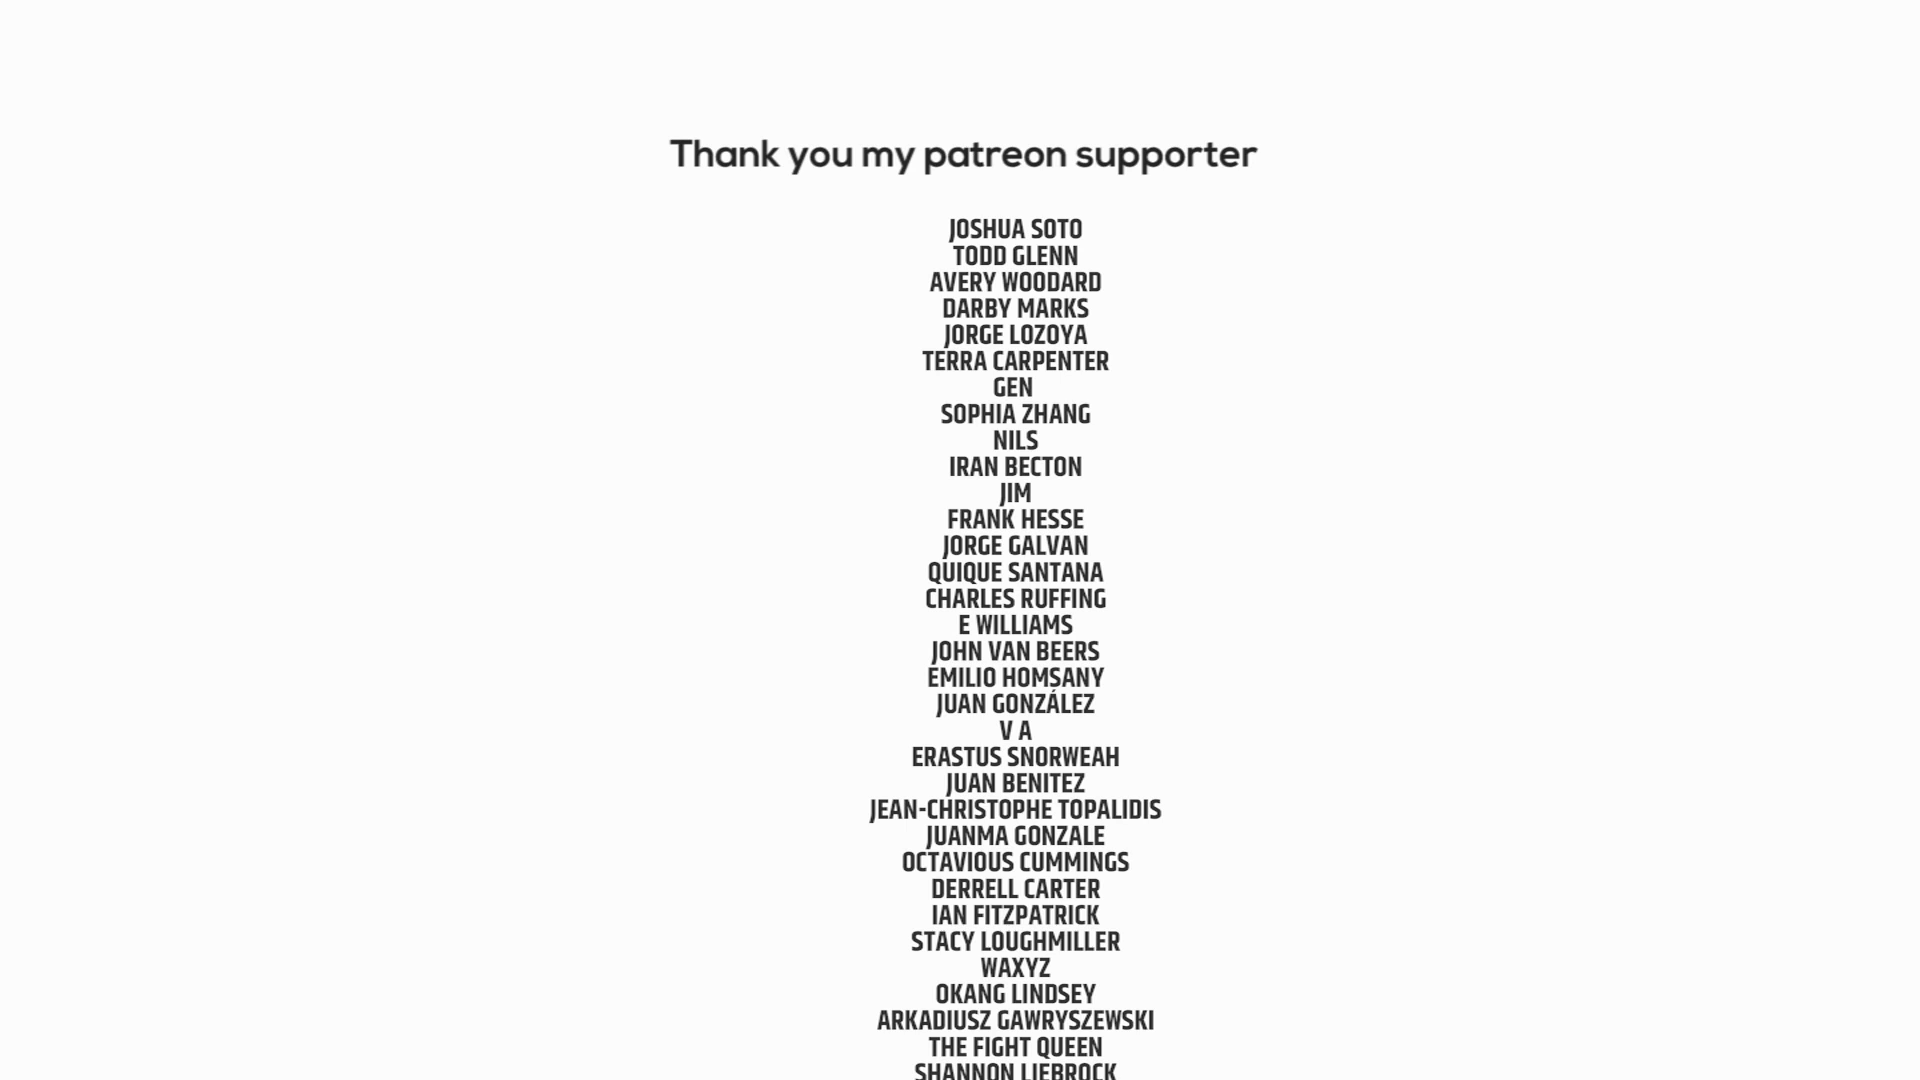 Thank you my patreon supporter
JOSHUA SOTO
TODD GLENN
AVERY WOODARD
DARBY MARKS
JORGE LOZOYA
TERRA CARPENTER
GEN
SOPHIA ZHANG
NILS
IRAN BECTON
JIM
FRANK HESSE
JORGE GALVAN
QUIQUE SANTANA
CHARLES RUFFING
E WILLIAMS
JOHN VAN BEERS
EMILIO HOMSANY
JUAN GONZÁLEZ
V A
ERASTUS SNORWEAH
JUAN BENITEZ
JEAN-CHRISTOPHE TOPALIDIS
JUANMA GONZALE
OCTAVIOUS CUMMINGS
DERRELL CARTER
IAN FITZPATRICK
STACY LOUGHMILLER
WAXYZ
OKANG LINDSEY
ARKADIUSZ GAWRYSZEWSKI
THE FIGHT QUEEN
SHANNON LIEBROCK